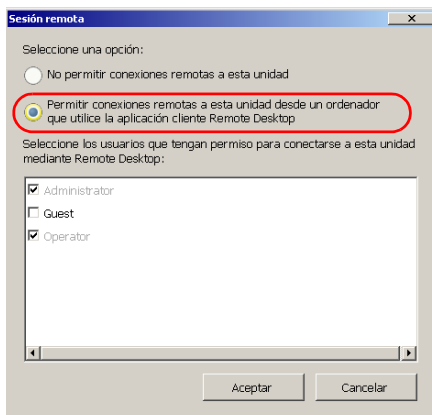 Sesión remota
Seleccione una opción:
No permitir conexiones remotas a esta unidad
Permitir conexiones remotas a esta unidad desde un ordenador
que utilice la aplicación cliente Remote Desktop
Seleccione los usuarios que tengan permiso para conectarse a esta unidad
mediante Remote Desktop:
Administrator
Guest
Operator
Aceptar
Cancelar